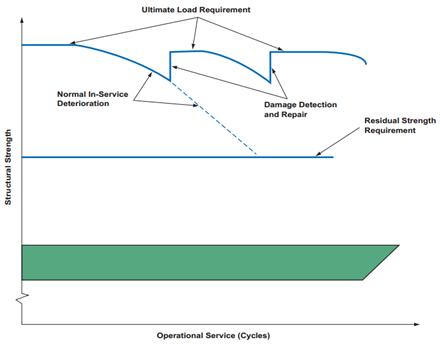 Ultimate Load Requirement
Normal In-Service
Deterioration
Damage Detection
and Repair
Residual Strength
Requirement
Structural Strength
Operational Service (Cycles)